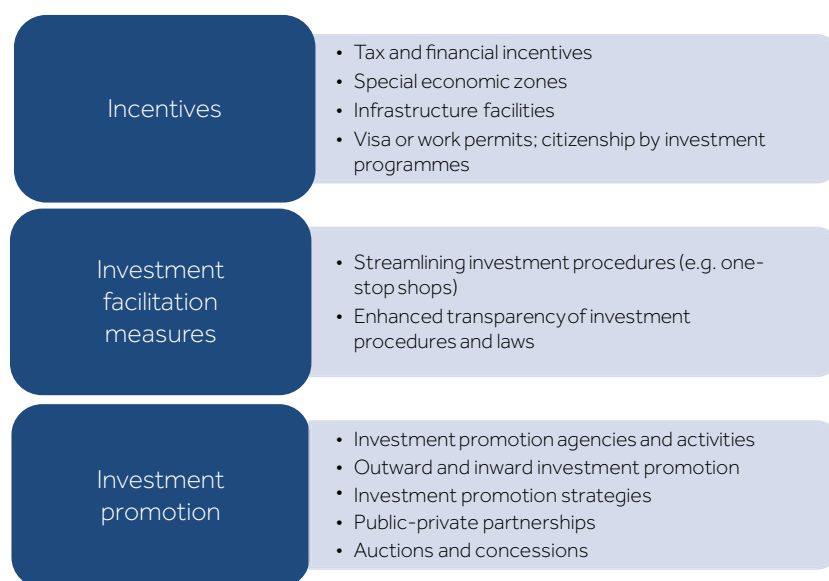 Incentives
• Tax and financial incentives
• Special economic zones
• Infrastructure facilities
• Visa or work permits; citizenship by investment
programmes
Investment
facilitation
measures
• Streamlining investment procedures (e.g. one-
stop shops)
• Enhanced transparency of investment
procedures and laws
Investment
promotion
• Investment promotion agencies and activities
• Outward and inward investment promotion
• Investment promotion strategies
• Public-private partnerships
• Auctions and concessions